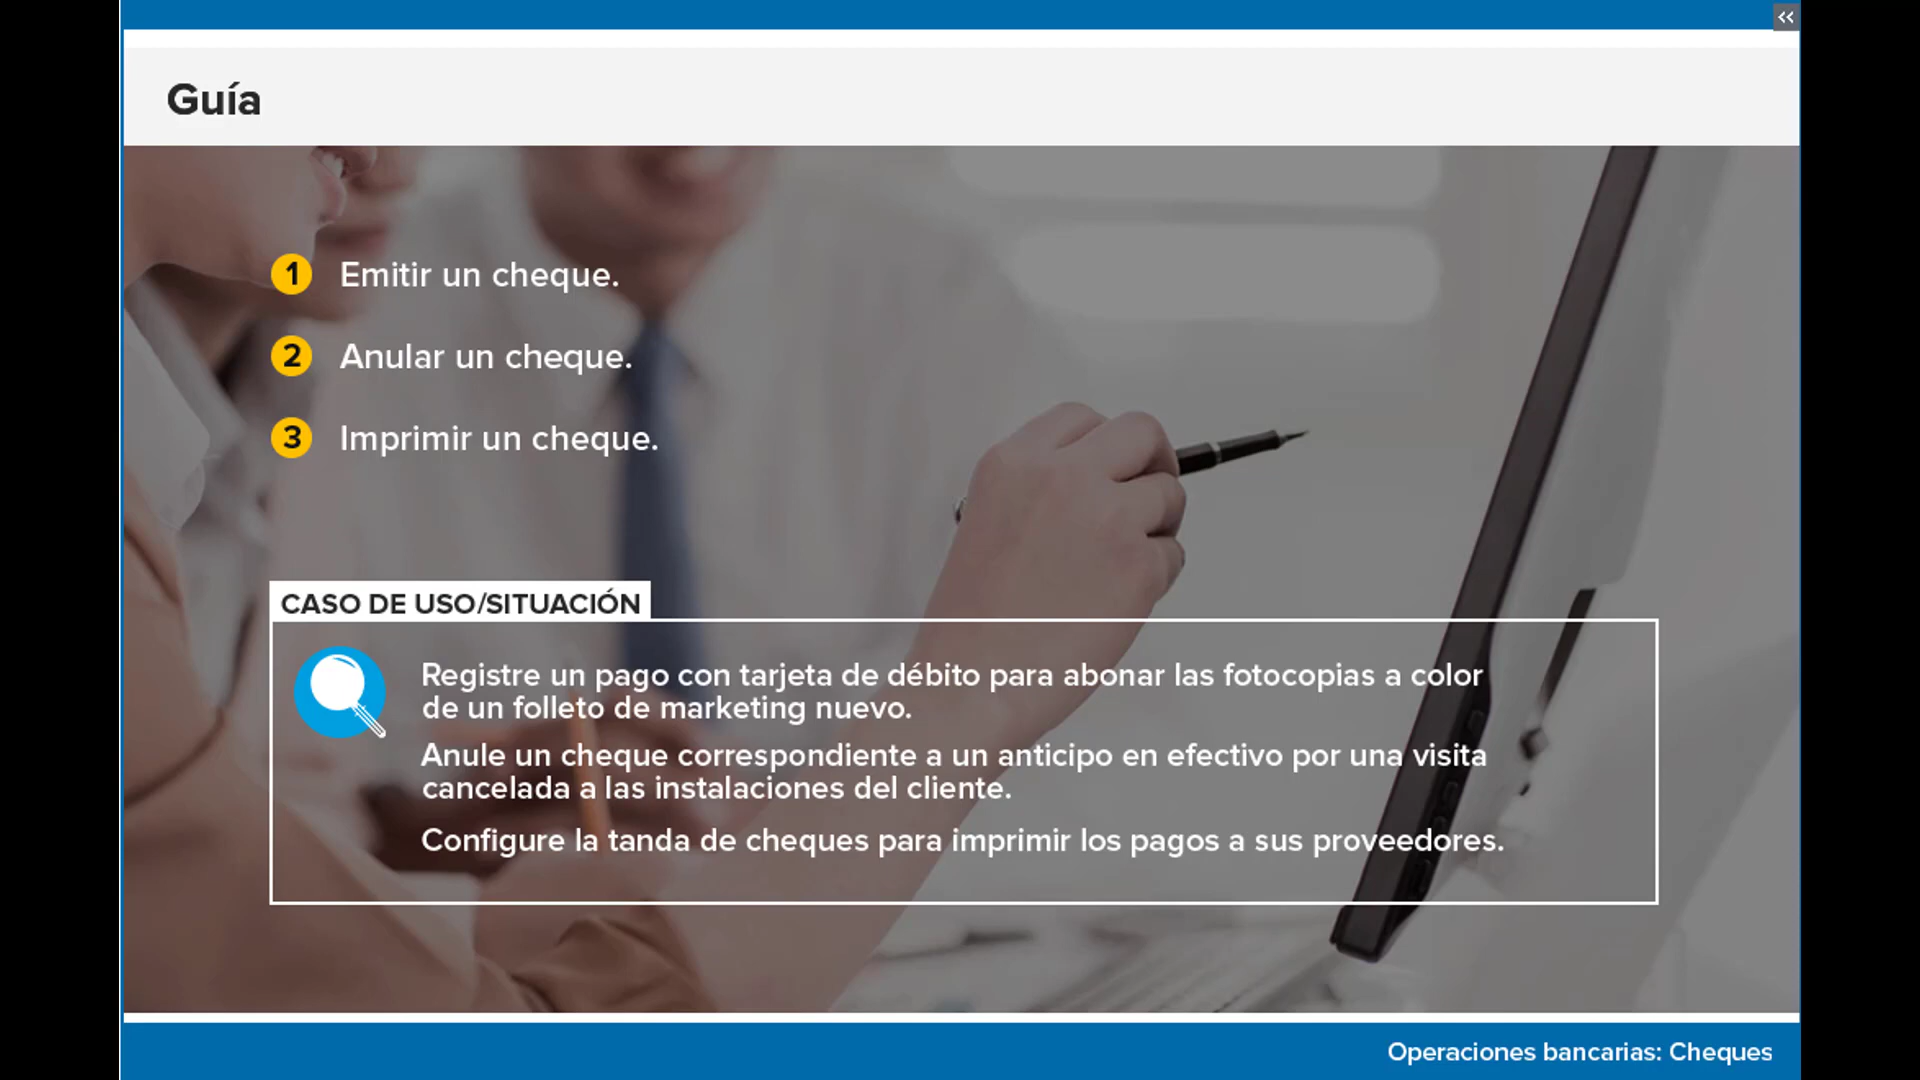 Guía
1 Emitir un cheque.
2 Anular un cheque.
3 Imprimir un cheque.
CASO DE USO/SITUACIÓN
Registre un pago con tarjeta de débito para abonar las fotocopias a color
de un folleto de marketing nuevo.
Anule un cheque correspondiente a un anticipo en efectivo por una visita
cancelada a las instalaciones del cliente.
Configure la tanda de cheques para imprimir los pagos a sus proveedores.
Operaciones bancarias: Cheques